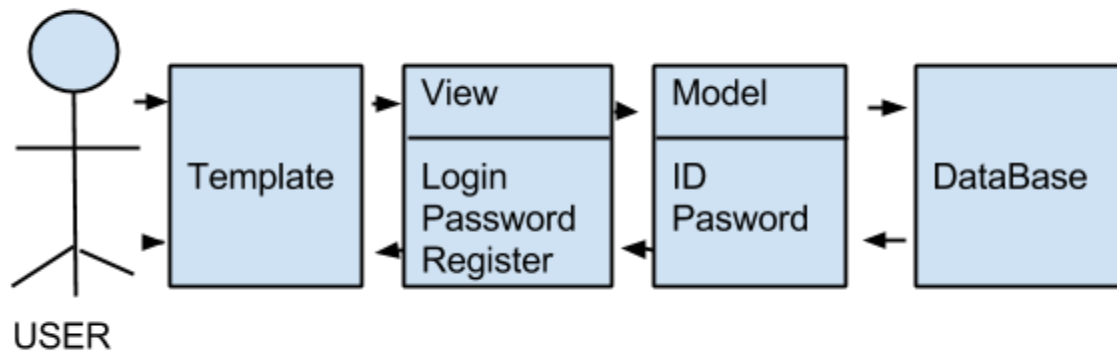 Template
View
Login
Password
Register
Model
ID
Pasword
DataBase
USER